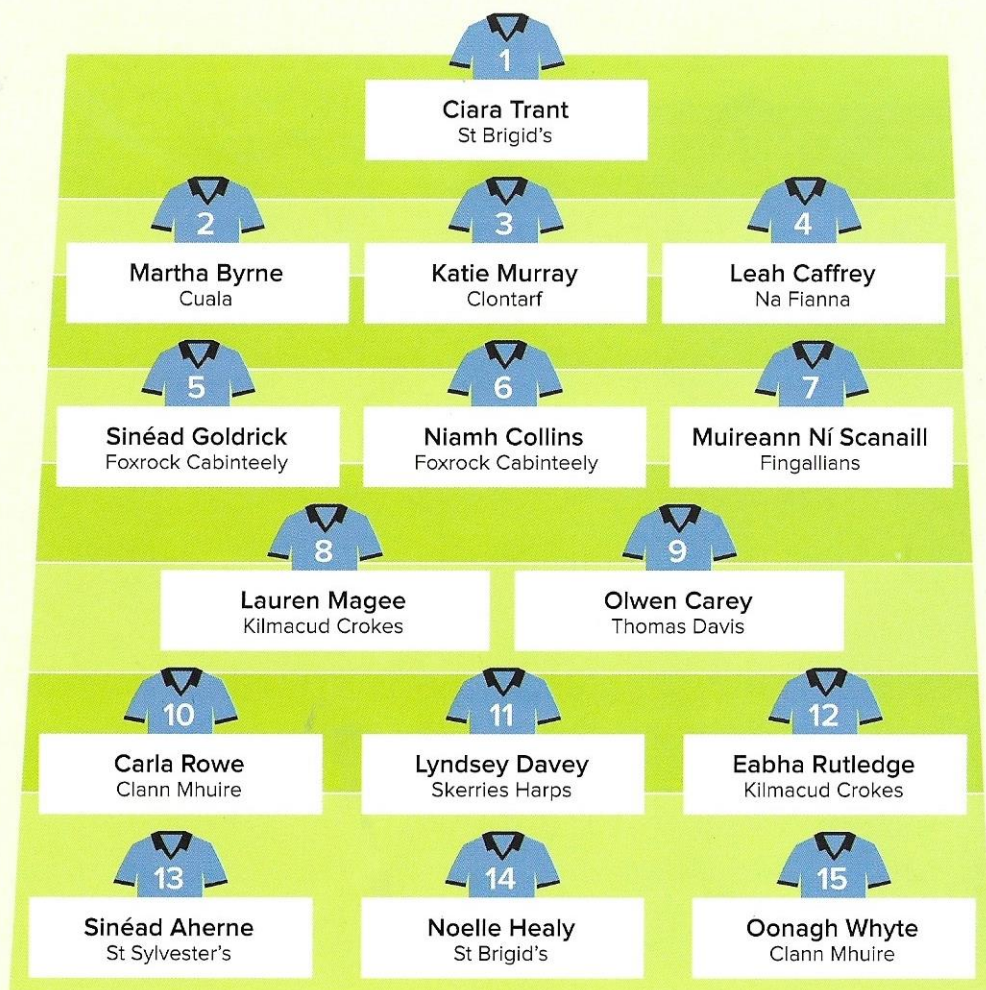 1
Ciara Trant
St Brigid's
2
Martha Byrne
Cuala
3
Katie Murray
Clontarf
4
Leah Caffrey
Na Fianna
5
Sinéad Goldrick
Foxrock Cabinteely
6
Niamh Collins
Foxrock Cabinteely
7
Muireann Ní Scanaill
Fingallians
8
Lauren Magee
Kilmacud Crokes
9
Olwen Carey
Thomas Davis
10
Carla Rowe
Clann Mhuire
11
Lyndsey Davey
Skerries Harps
12
Eabha Rutledge
Kilmacud Crokes
13
Sinéad Aherne
St Sylvester's
14
Noelle Healy
St Brigid's
15
Oonagh Whyte
Clann Mhuire